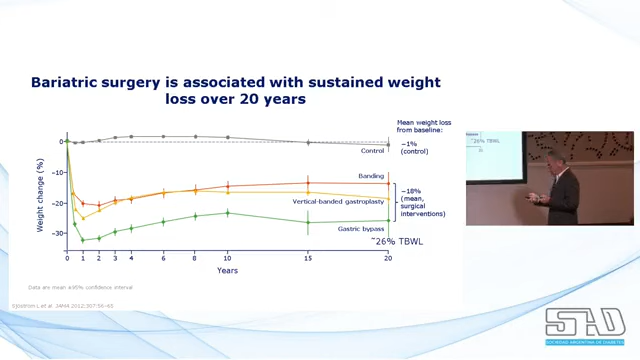 Bariatric surgery is associated with sustained weight
loss over 20 years
Mean weight loss
from baseline:
~1%
(control)
Control
Banding
Vertical-banded gastroplasty
Gastric bypass
~18%
(mean,
surgical
interventions)
~26% TBWL
Weight change (%)
0
−10
−20
−30
0 1 2 3 4 6 8 10 15 20
Years
Data are mean ±95% confidence interval
et al JAMA 2012;307:56–65
~26% TBWL
SAD
SOCIEDAD ARGENTINA DE DIABETES